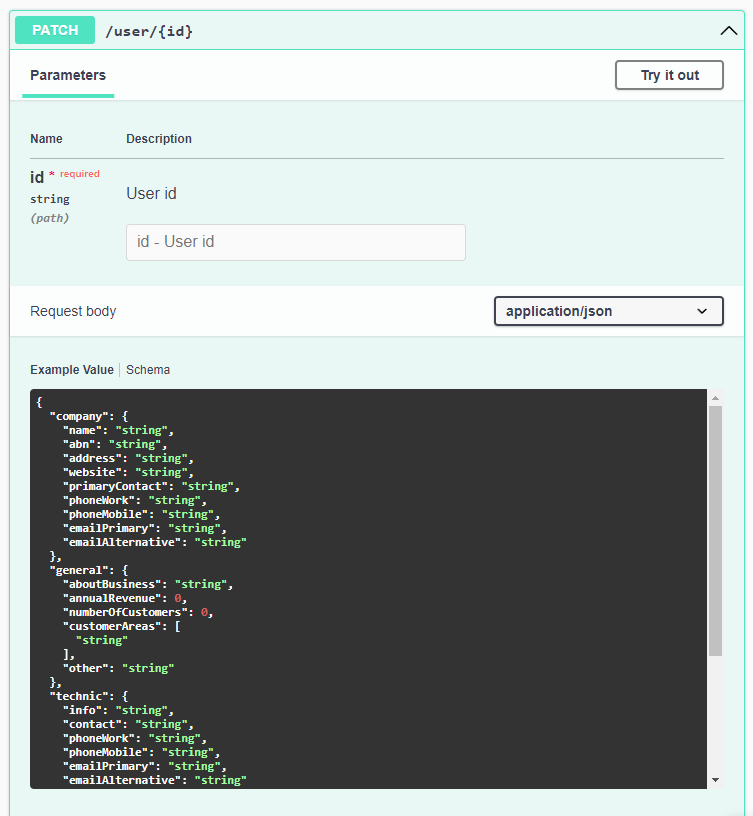 PATCH /user/{id}
Parameters
Try it out
Name Description
id * required
string
(path)
User id
id - User id
Request body
application/json
Example Value Schema
{
  "company": {
    "name": "string",
    "abn": "string",
    "address": "string",
    "website": "string",
    "primaryContact": "string",
    "phoneWork": "string",
    "phoneMobile": "string",
    "emailPrimary": "string",
    "emailAlternative": "string"
  },
  "general": {
    "aboutBusiness": "string",
    "annualRevenue": 0,
    "numberOfCustomers": 0,
    "customerAreas": [
      "string"
    ],
    "other": "string"
  },
  "technic": {
    "info": "string",
    "contact": "string",
    "phoneWork": "string",
    "phoneMobile": "string",
    "emailPrimary": "string",
    "emailAlternative": "string"